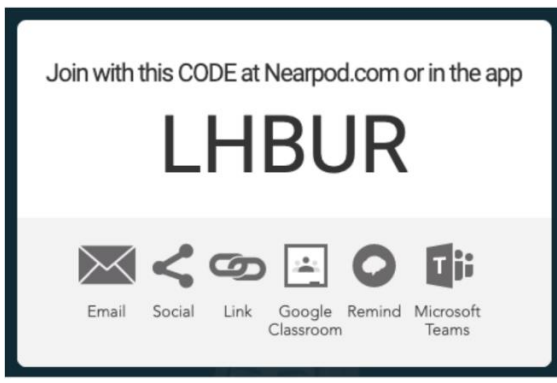 Join with this CODE at Nearpod.com or in the app
LHBUR
T
Email Social Link Google Classroom Remind Microsoft Teams